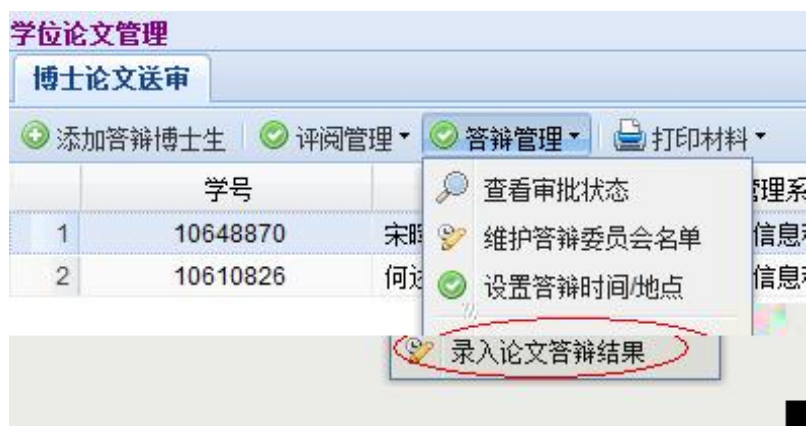 学位论文管理
博士论文送审
添加答辩博士生 评阅管理 答辩管理 打印材料
学号
查看审批状态
管理系
1 10648870 宋
维护答辩委员会名单
信息
2 10610826 何
设置答辩时间/地点
信息
录入论文答辩结果